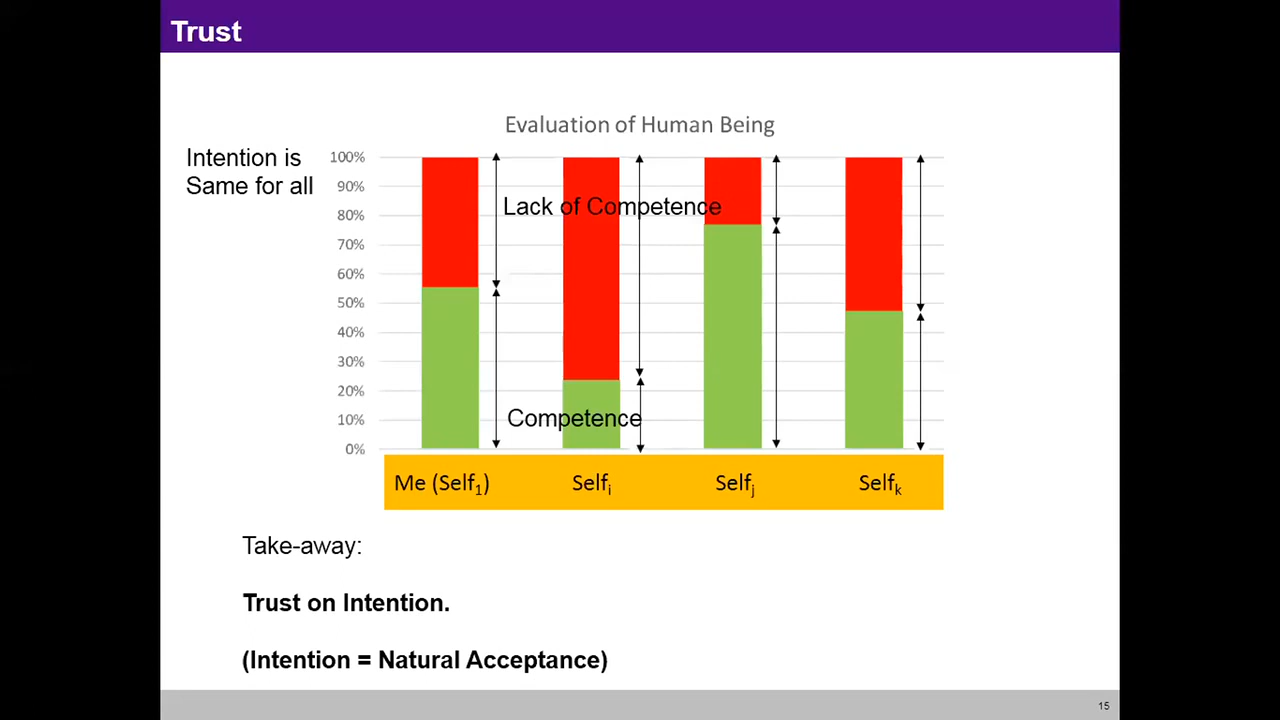 Trust
Evaluation of Human Being
Intention is
Same for all
100%
90%
80%
70%
60%
50%
40%
30%
20%
10%
0%
Lack of Competence
Competence
Me (Self1)
Selfi
Selfj
Selfk
Take-away:
Trust on Intention.
(Intention = Natural Acceptance)
15